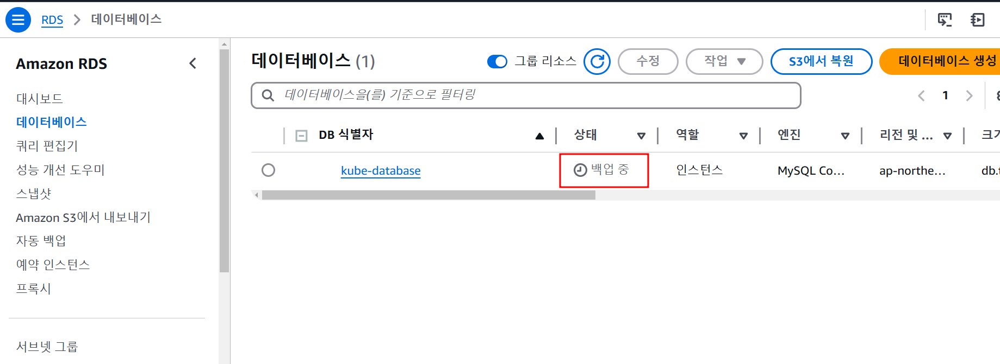 RDS > 데이터베이스
Amazon RDS
대시보드
데이터베이스
쿼리 편집기
성능 개선 도우미
스냅샷
Amazon S3에서 내보내기
자동 백업
예약 인스턴스
프록시
서브넷 그룹
데이터베이스 (1)
그룹 리소스
수정
작업
S3에서 복원
데이터베이스 생성
데이터베이스을(를) 기준으로 필터링
1
DB 식별자 상태 역할 엔진 리전 및 ...
kube-database 백업 중 인스턴스 MySQL Co... ap-northe... db.